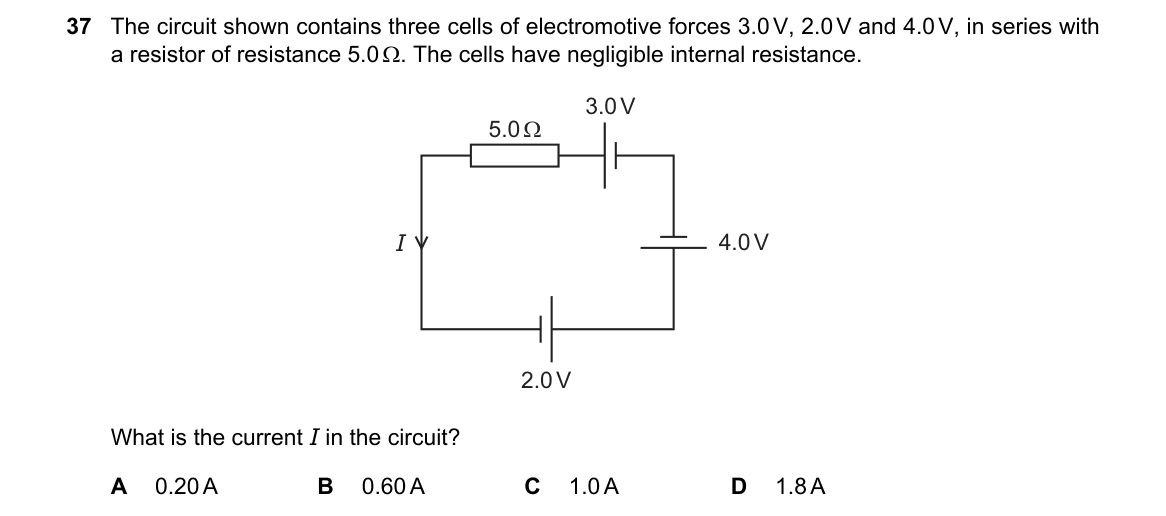 37 The circuit shown contains three cells of electromotive forces 3.0 V, 2.0 V and 4.0 V, in series with
a resistor of resistance 5.0 Ω. The cells have negligible internal resistance.
3.0 V
5.0 Ω
I
4.0 V
2.0 V
What is the current I in the circuit?
A 0.20 A B 0.60 A C 1.0 A D 1.8 A